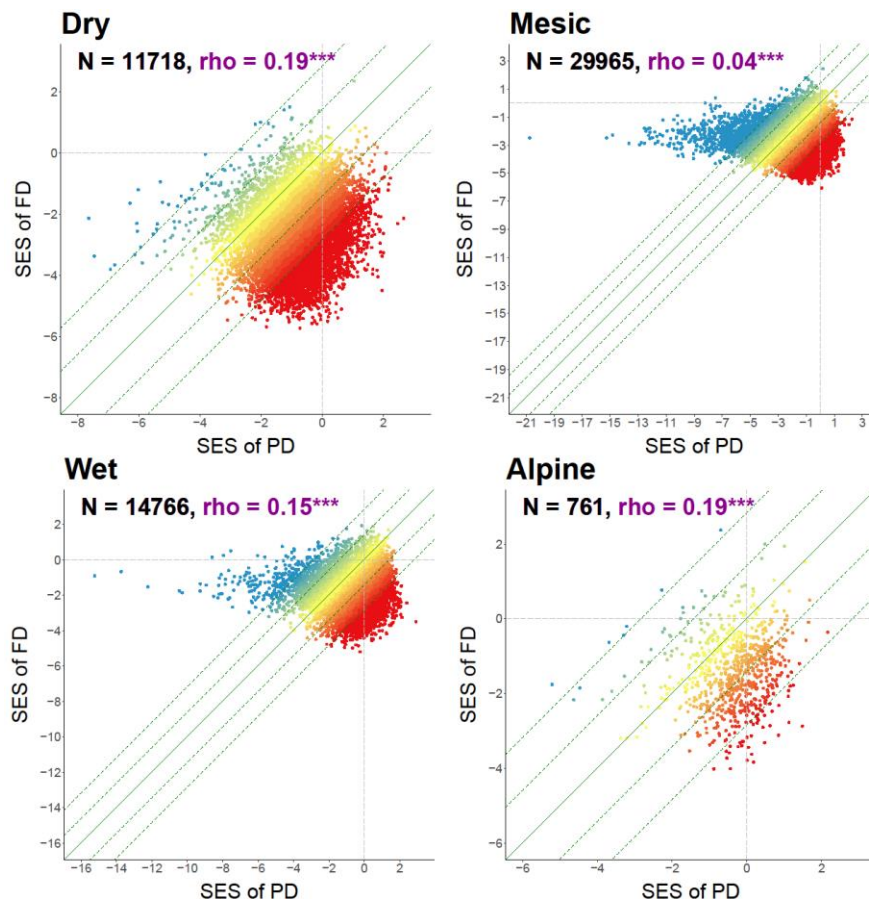 Dry
N = 11718, rho = 0.19***
2
0
−2
−4
−6
−8
SES of FD
−8 −6 −4 −2 0 2
SES of PD
Mesic
N = 29965, rho = 0.04***
3
1
−1
−3
−5
−7
−9
−11
−13
−15
−17
−19
−21
SES of FD
−21 −19 −17 −15 −13 −11 −9 −7 −5 −3 −1 1 3
SES of PD
Wet
N = 14766, rho = 0.15***
2
0
−2
−4
−6
−8
−10
−12
−14
−16
SES of FD
−16 −14 −12 −10 −8 −6 −4 −2 0 2
SES of PD
Alpine
N = 761, rho = 0.19***
2
0
−2
−4
−6
SES of FD
−6 −4 −2 0 2
SES of PD